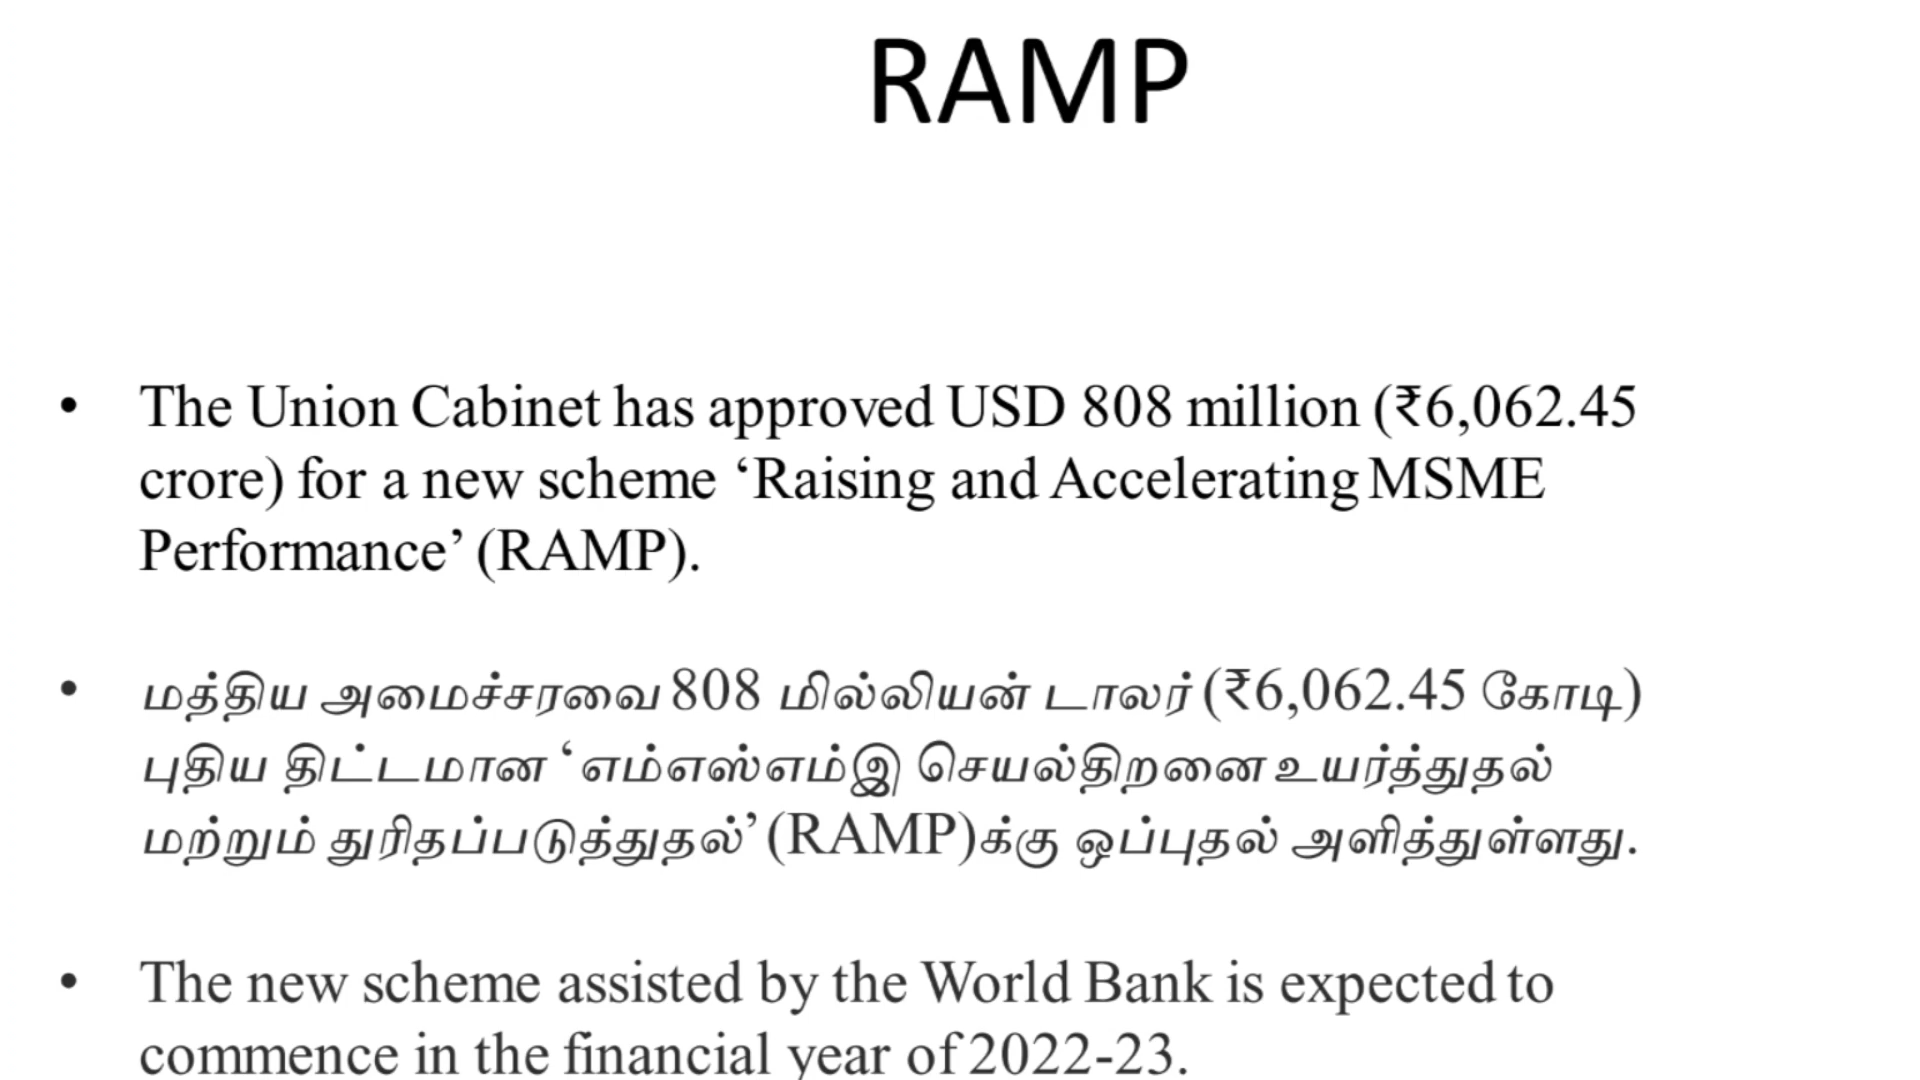 RAMP
• The Union Cabinet has approved USD 808 million (₹6,062.45
crore) for a new scheme ‘Raising and Accelerating MSME
Performance’ (RAMP).
• மத்திய அமைச்சரவை 808 மில்லியன் டாலர் (₹6,062.45 கோடி)
புதிய திட்டமான ‘எம்எஸ்எம்இ செயல்திறனை உயர்த்துதல்
மற்றும் துரிதப்படுத்துதல்’ (RAMP)க்கு ஒப்புதல் அளித்துள்ளது.
• The new scheme assisted by the World Bank is expected to
commence in the financial year of 2022-23.